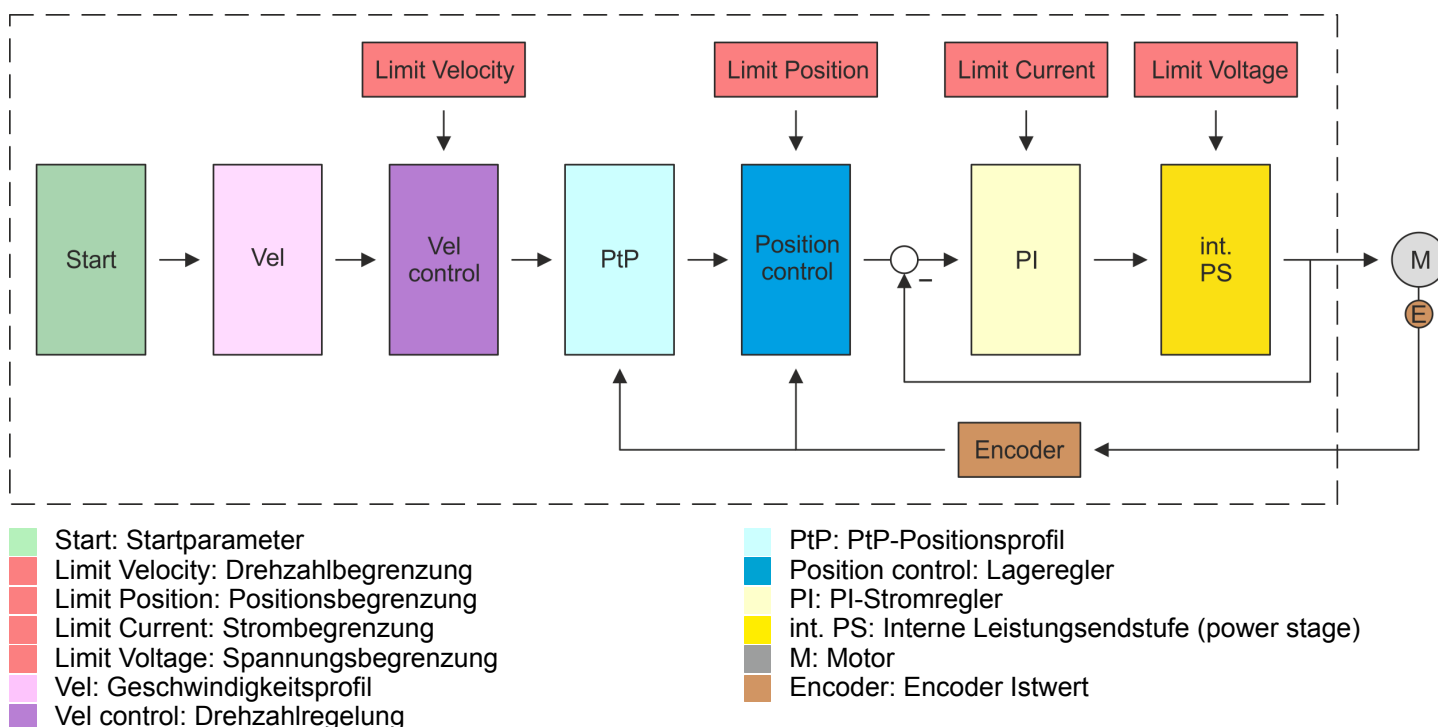 Limit Velocity
Limit Position
Limit Current
Limit Voltage
Start
Vel
Vel
control
PtP
Position
control
–
PI
int.
PS
M
E
Encoder
Start: Startparameter
Limit Velocity: Drehzahlbegrenzung
Limit Position: Positionsbegrenzung
Limit Current: Strombegrenzung
Limit Voltage: Spannungsbegrenzung
Vel: Geschwindigkeitsprofil
Vel control: Drehzahlregelung
PtP: PtP-Positionsprofil
Position control: Lageregler
PI: PI-Stromregler
int. PS: Interne Leistungsendstufe (power stage)
M: Motor
Encoder: Encoder Istwert